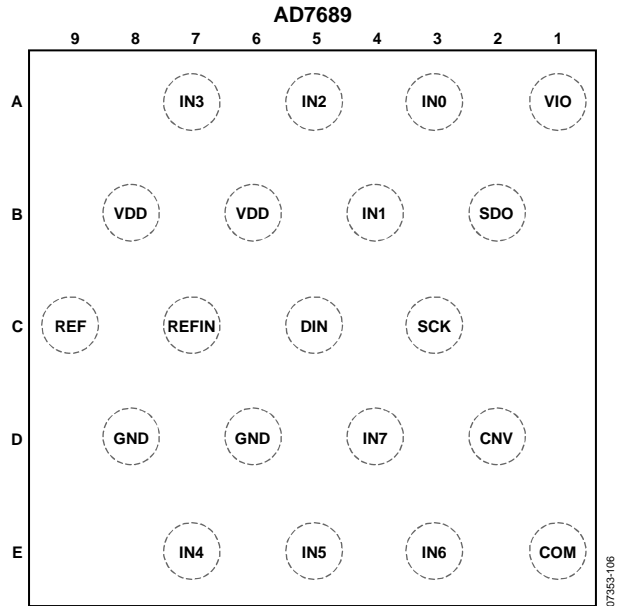 AD7689
9 8 7 6 5 4 3 2 1
A IN3 IN2 IN0 VIO
B VDD VDD IN1 SDO
C REF REFIN DIN SCK
D GND GND IN7 CNV
E IN4 IN5 IN6 COM
07353-106